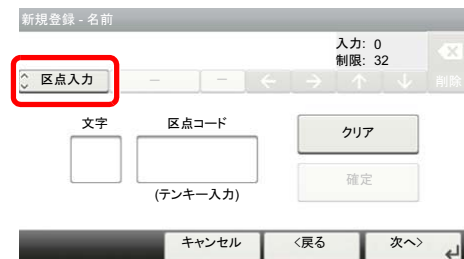 新規登録 - 名前
入力: 0
制限: 32
区点入力 － － ← → ↑ ↓ 削除
文字 区点コード
クリア
確定
(テンキー入力)
キャンセル <戻る 次へ>